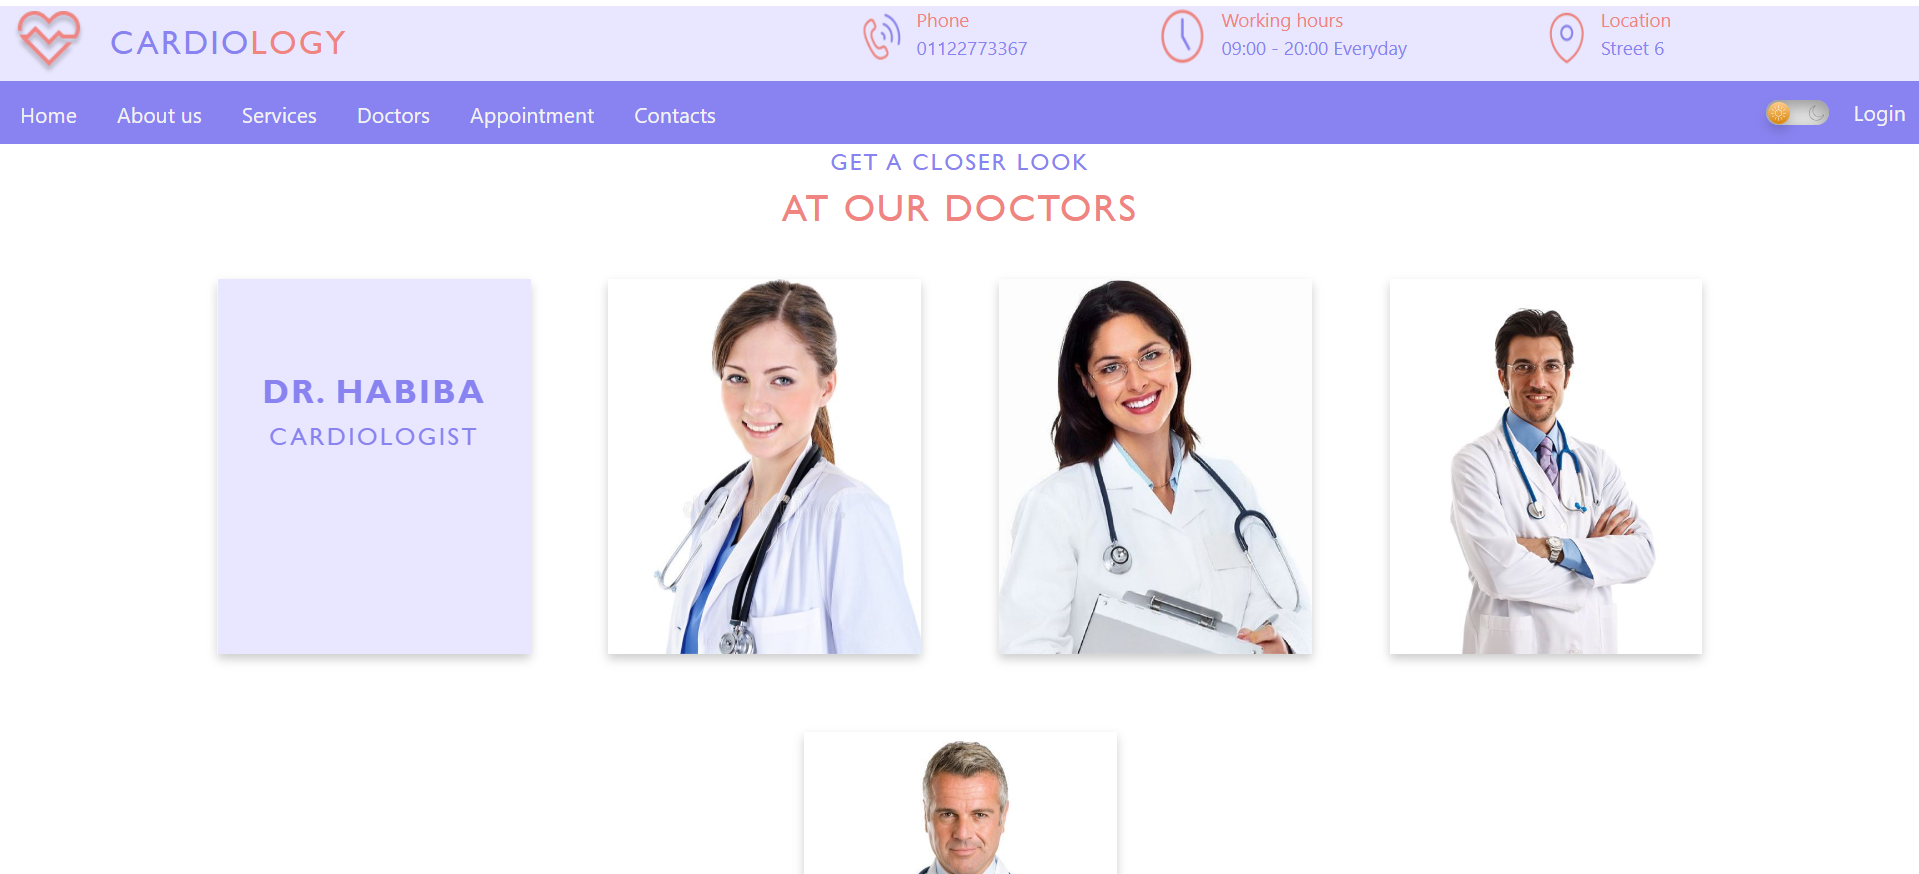 CARDIOLOGY
Phone
01122773367
Working hours
09:00 - 20:00 Everyday
Location
Street 6
Home
About us
Services
Doctors
Appointment
Contacts
Login
GET A CLOSER LOOK
AT OUR DOCTORS
DR. HABIBA
CARDIOLOGIST